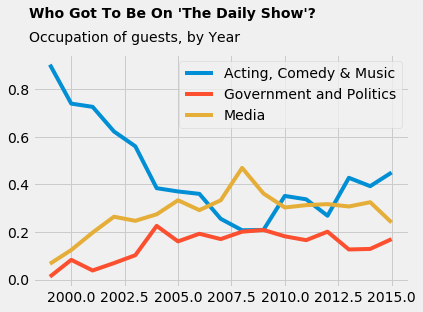 Who Got To Be On 'The Daily Show'?
Occupation of guests, by Year
Acting, Comedy & Music
Government and Politics
Media
0.8
0.6
0.4
0.2
0.0
2000.0 2002.5 2005.0 2007.5 2010.0 2012.5 2015.0